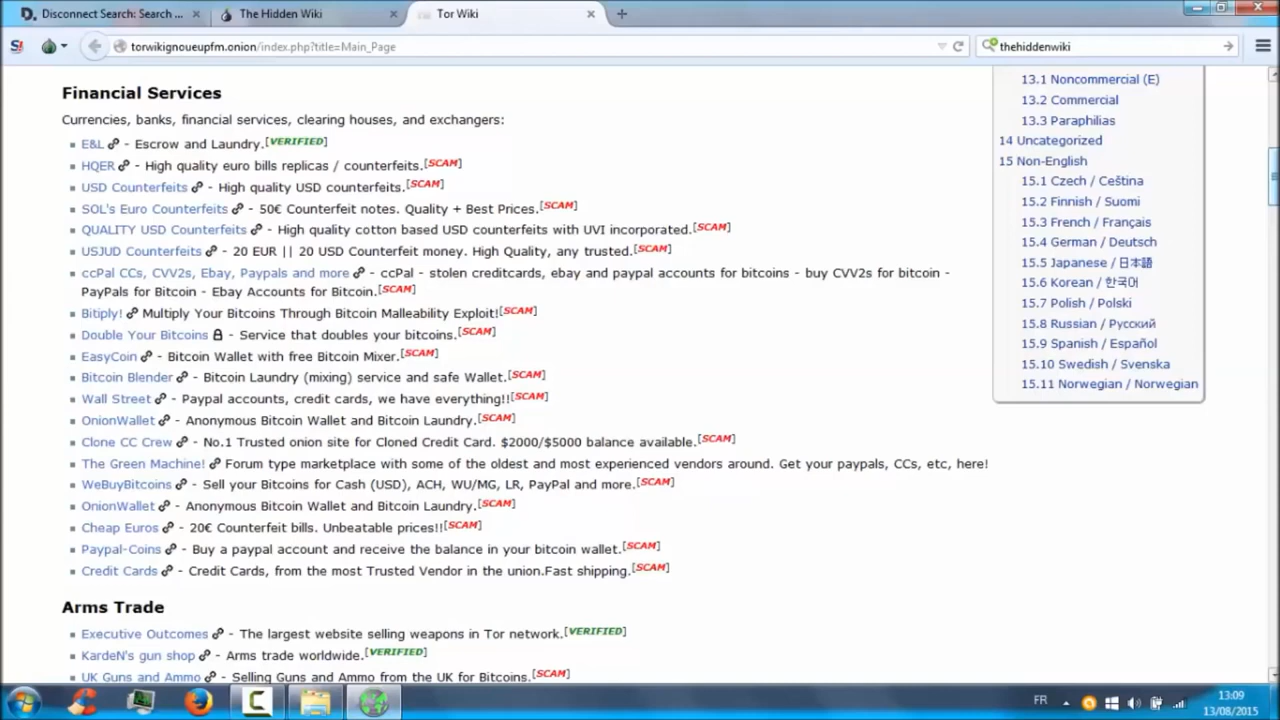 Disconnect Search: Search ...
The Hidden Wiki
Tor Wiki
torwikignoueupfm.onion/index.php?title=Main_Page
thehiddenwiki
Financial Services
Currencies, banks, financial services, clearing houses, and exchangers:
E&L - Escrow and Laundry.[VERIFIED]
HQER - High quality euro bills replicas / counterfeits.[SCAM]
USD Counterfeits - High quality USD counterfeits.[SCAM]
SOL's Euro Counterfeits - 50€ Counterfeit notes. Quality + Best Prices.[SCAM]
QUALITY USD Counterfeits - High quality cotton based USD counterfeits with UVI incorporated.[SCAM]
USJUD Counterfeits - 20 EUR || 20 USD Counterfeit money. High Quality, any trusted.[SCAM]
ccPal CCs, CVV2s, Ebay, Paypals and more - ccPal - stolen creditcards, ebay and paypal accounts for bitcoins - buy CVV2s for bitcoin -
PayPals for Bitcoin - Ebay Accounts for Bitcoin.[SCAM]
Bitiply! Multiply Your Bitcoins Through Bitcoin Malleability Exploit![SCAM]
Double Your Bitcoins - Service that doubles your bitcoins.[SCAM]
EasyCoin - Bitcoin Wallet with free Bitcoin Mixer.[SCAM]
Bitcoin Blender - Bitcoin Laundry (mixing) service and safe Wallet.[SCAM]
Wall Street - Paypal accounts, credit cards, we have everything!![SCAM]
OnionWallet - Anonymous Bitcoin Wallet and Bitcoin Laundry.[SCAM]
Clone CC Crew - No.1 Trusted onion site for Cloned Credit Card. $2000/$5000 balance available.[SCAM]
The Green Machine! Forum type marketplace with some of the oldest and most experienced vendors around. Get your paypals, CCs, etc, here!
WeBuyBitcoins - Sell your Bitcoins for Cash (USD), ACH, WU/MG, LR, PayPal and more.[SCAM]
OnionWallet - Anonymous Bitcoin Wallet and Bitcoin Laundry.[SCAM]
Cheap Euros - 20€ Counterfeit bills. Unbeatable prices!![SCAM]
Paypal-Coins - Buy a paypal account and receive the balance in your bitcoin wallet.[SCAM]
Credit Cards - Credit Cards, from the most Trusted Vendor in the union.Fast shipping.[SCAM]
Arms Trade
Executive Outcomes - The largest website selling weapons in Tor network.[VERIFIED]
KardeN's gun shop - Arms trade worldwide.[VERIFIED]
UK Guns and Ammo - Selling Guns and Ammo from the UK for Bitcoins.[SCAM]
13.1 Noncommercial (E)
13.2 Commercial
13.3 Paraphilias
14 Uncategorized
15 Non-English
15.1 Czech / Čeština
15.2 Finnish / Suomi
15.3 French / Français
15.4 German / Deutsch
15.5 Japanese / 日本語
15.6 Korean / 한국어
15.7 Polish / Polski
15.8 Russian / Русский
15.9 Spanish / Español
15.10 Swedish / Svenska
15.11 Norwegian / Norwegian
FR
13:09
13/08/2015